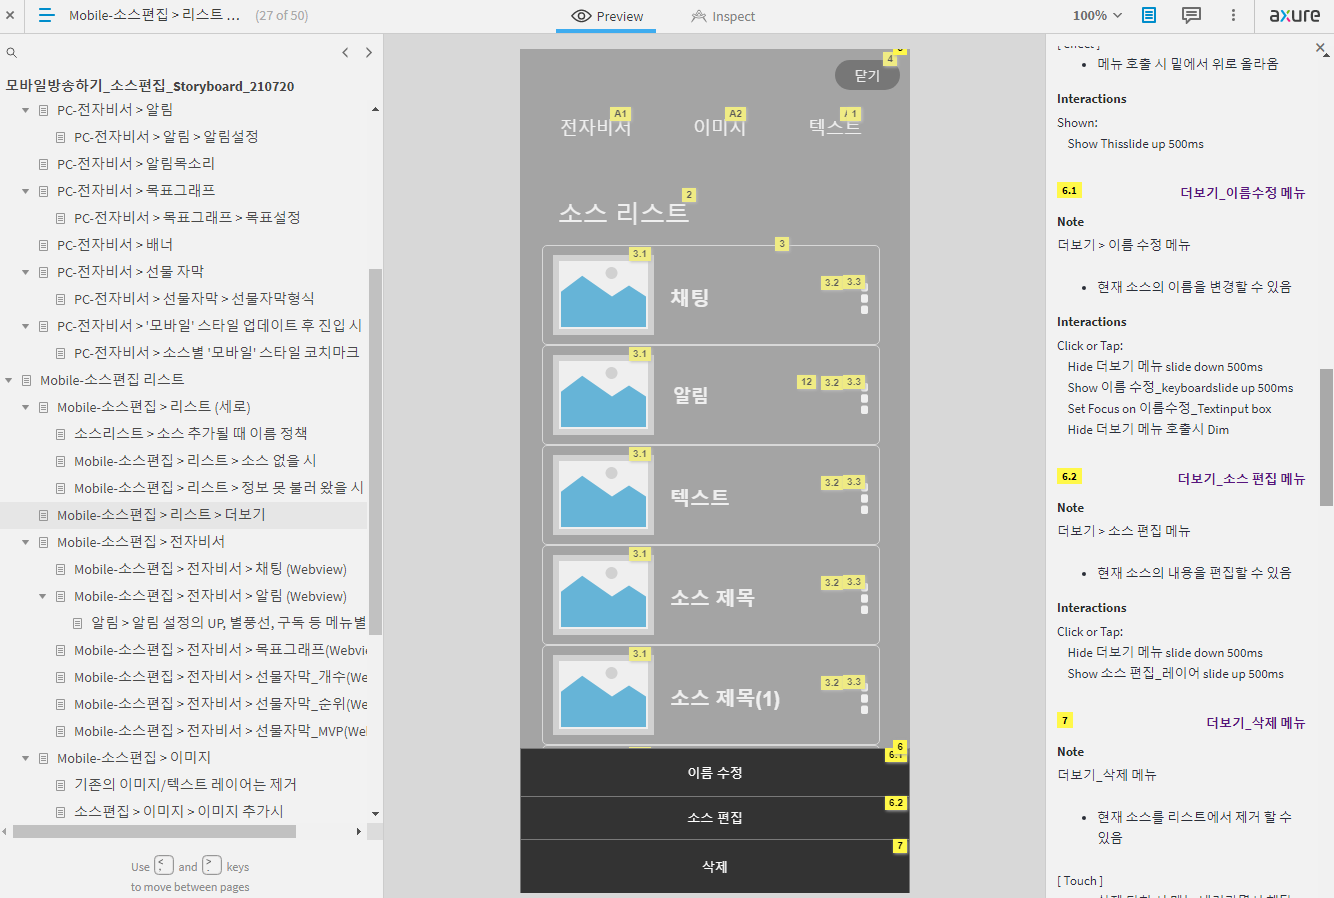 Mobile-소스편집 > 리스트 ...
(27 of 50)
Preview
Inspect
100%
axure
모바일방송하기_소스편집_Storyboard_210720
PC-전자비서 > 알림
PC-전자비서 > 알림 > 알림설정
PC-전자비서 > 알림목소리
PC-전자비서 > 목표그래프
PC-전자비서 > 목표그래프 > 목표설정
PC-전자비서 > 배너
PC-전자비서 > 선물 자막
PC-전자비서 > 선물자막 > 선물자막형식
PC-전자비서 > '모바일' 스타일 업데이트 후 진입 시
PC-전자비서 > 소스별 '모바일' 스타일 코치마크
Mobile-소스편집 리스트
Mobile-소스편집 > 리스트 (세로)
소스리스트 > 소스 추가될 때 이름 정책
Mobile-소스편집 > 리스트 > 소스 없을 시
Mobile-소스편집 > 리스트 > 정보 못 불러 왔을 시
Mobile-소스편집 > 리스트 > 더보기
Mobile-소스편집 > 전자비서
Mobile-소스편집 > 전자비서 > 채팅 (Webview)
Mobile-소스편집 > 전자비서 > 알림 (Webview)
알림 > 알림 설정의 UP, 별풍선, 구독 등 메뉴별
Mobile-소스편집 > 전자비서 > 목표그래프(Webvi
Mobile-소스편집 > 전자비서 > 선물자막_개수(We
Mobile-소스편집 > 전자비서 > 선물자막_순위(We
Mobile-소스편집 > 전자비서 > 선물자막_MVP(Wel
Mobile-소스편집 > 이미지
기존의 이미지/텍스트 레이어는 제거
소스편집 > 이미지 > 이미지 추가시
Use < , and > . keys
to move between pages
4
닫기
A1
A2
1
전자비서
이미지
텍스트
2
소스 리스트
3
3.1
채팅
3.2
3.3
3.1
알림
12
3.2
3.3
3.1
텍스트
3.2
3.3
3.1
소스 제목
3.2
3.3
3.1
소스 제목(1)
3.2
3.3
6
6.1
이름 수정
6.2
소스 편집
7
삭제
[ Effect ]
• 메뉴 호출 시 밑에서 위로 올라옴
Interactions
Shown:
Show Thisslide up 500ms
6.1
더보기_이름수정 메뉴
Note
더보기 > 이름 수정 메뉴
• 현재 소스의 이름을 변경할 수 있음
Interactions
Click or Tap:
Hide 더보기 메뉴 slide down 500ms
Show 이름 수정_keyboardslide up 500ms
Set Focus on 이름수정_Textinput box
Hide 더보기 메뉴 호출시 Dim
6.2
더보기_소스 편집 메뉴
Note
더보기 > 소스 편집 메뉴
• 현재 소스의 내용을 편집할 수 있음
Interactions
Click or Tap:
Hide 더보기 메뉴 slide down 500ms
Show 소스 편집_레이어 slide up 500ms
7
더보기_삭제 메뉴
Note
더보기_삭제 메뉴
• 현재 소스를 리스트에서 제거 할 수
있음
[ Touch ]